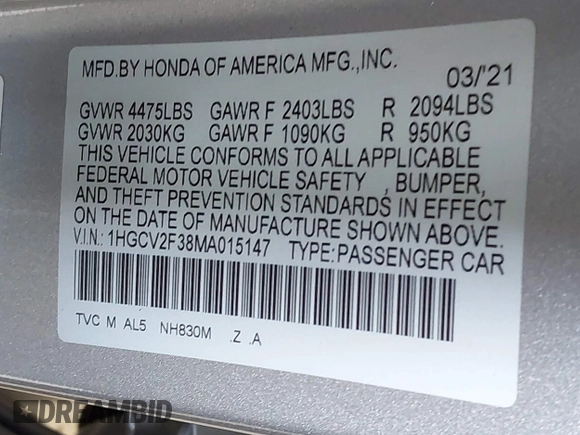 MFD.BY HONDA OF AMERICA MFG.,INC.
03/'21
GVWR 4475LBS GAWR F 2403LBS R 2094LBS
GVWR 2030KG GAWR F 1090KG R 950KG
THIS VEHICLE CONFORMS TO ALL APPLICABLE
FEDERAL MOTOR VEHICLE SAFETY , BUMPER,
AND THEFT PREVENTION STANDARDS IN EFFECT
ON THE DATE OF MANUFACTURE SHOWN ABOVE.
V.I.N.: 1HGCV2F38MA015147 TYPE:PASSENGER CAR
TVC M AL5 NH830M .Z .A
DREAMBID